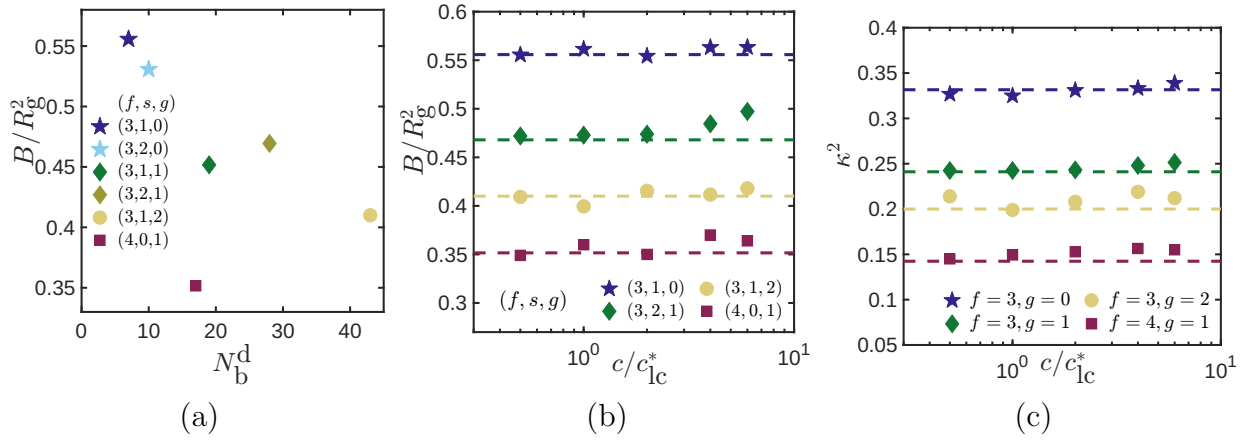 0.55
0.5
0.45
0.4
0.35
B/R_g^2
(f, s, g)
(3,1,0)
(3,2,0)
(3,1,1)
(3,2,1)
(3,1,2)
(4,0,1)
0 10 20 30 40
N_b^d
(a)
0.6
0.55
0.5
0.45
0.4
0.35
0.3
B/R_g^2
(f, s, g)
(3,1,0) (3,1,2)
(3,2,1) (4,0,1)
10^0 10^1
c/c_lc^*
(b)
0.4
0.35
0.3
0.25
0.2
0.15
0.1
0.05
κ^2
f = 3, g = 0 f = 3, g = 2
f = 3, g = 1 f = 4, g = 1
10^0 10^1
c/c_lc^*
(c)